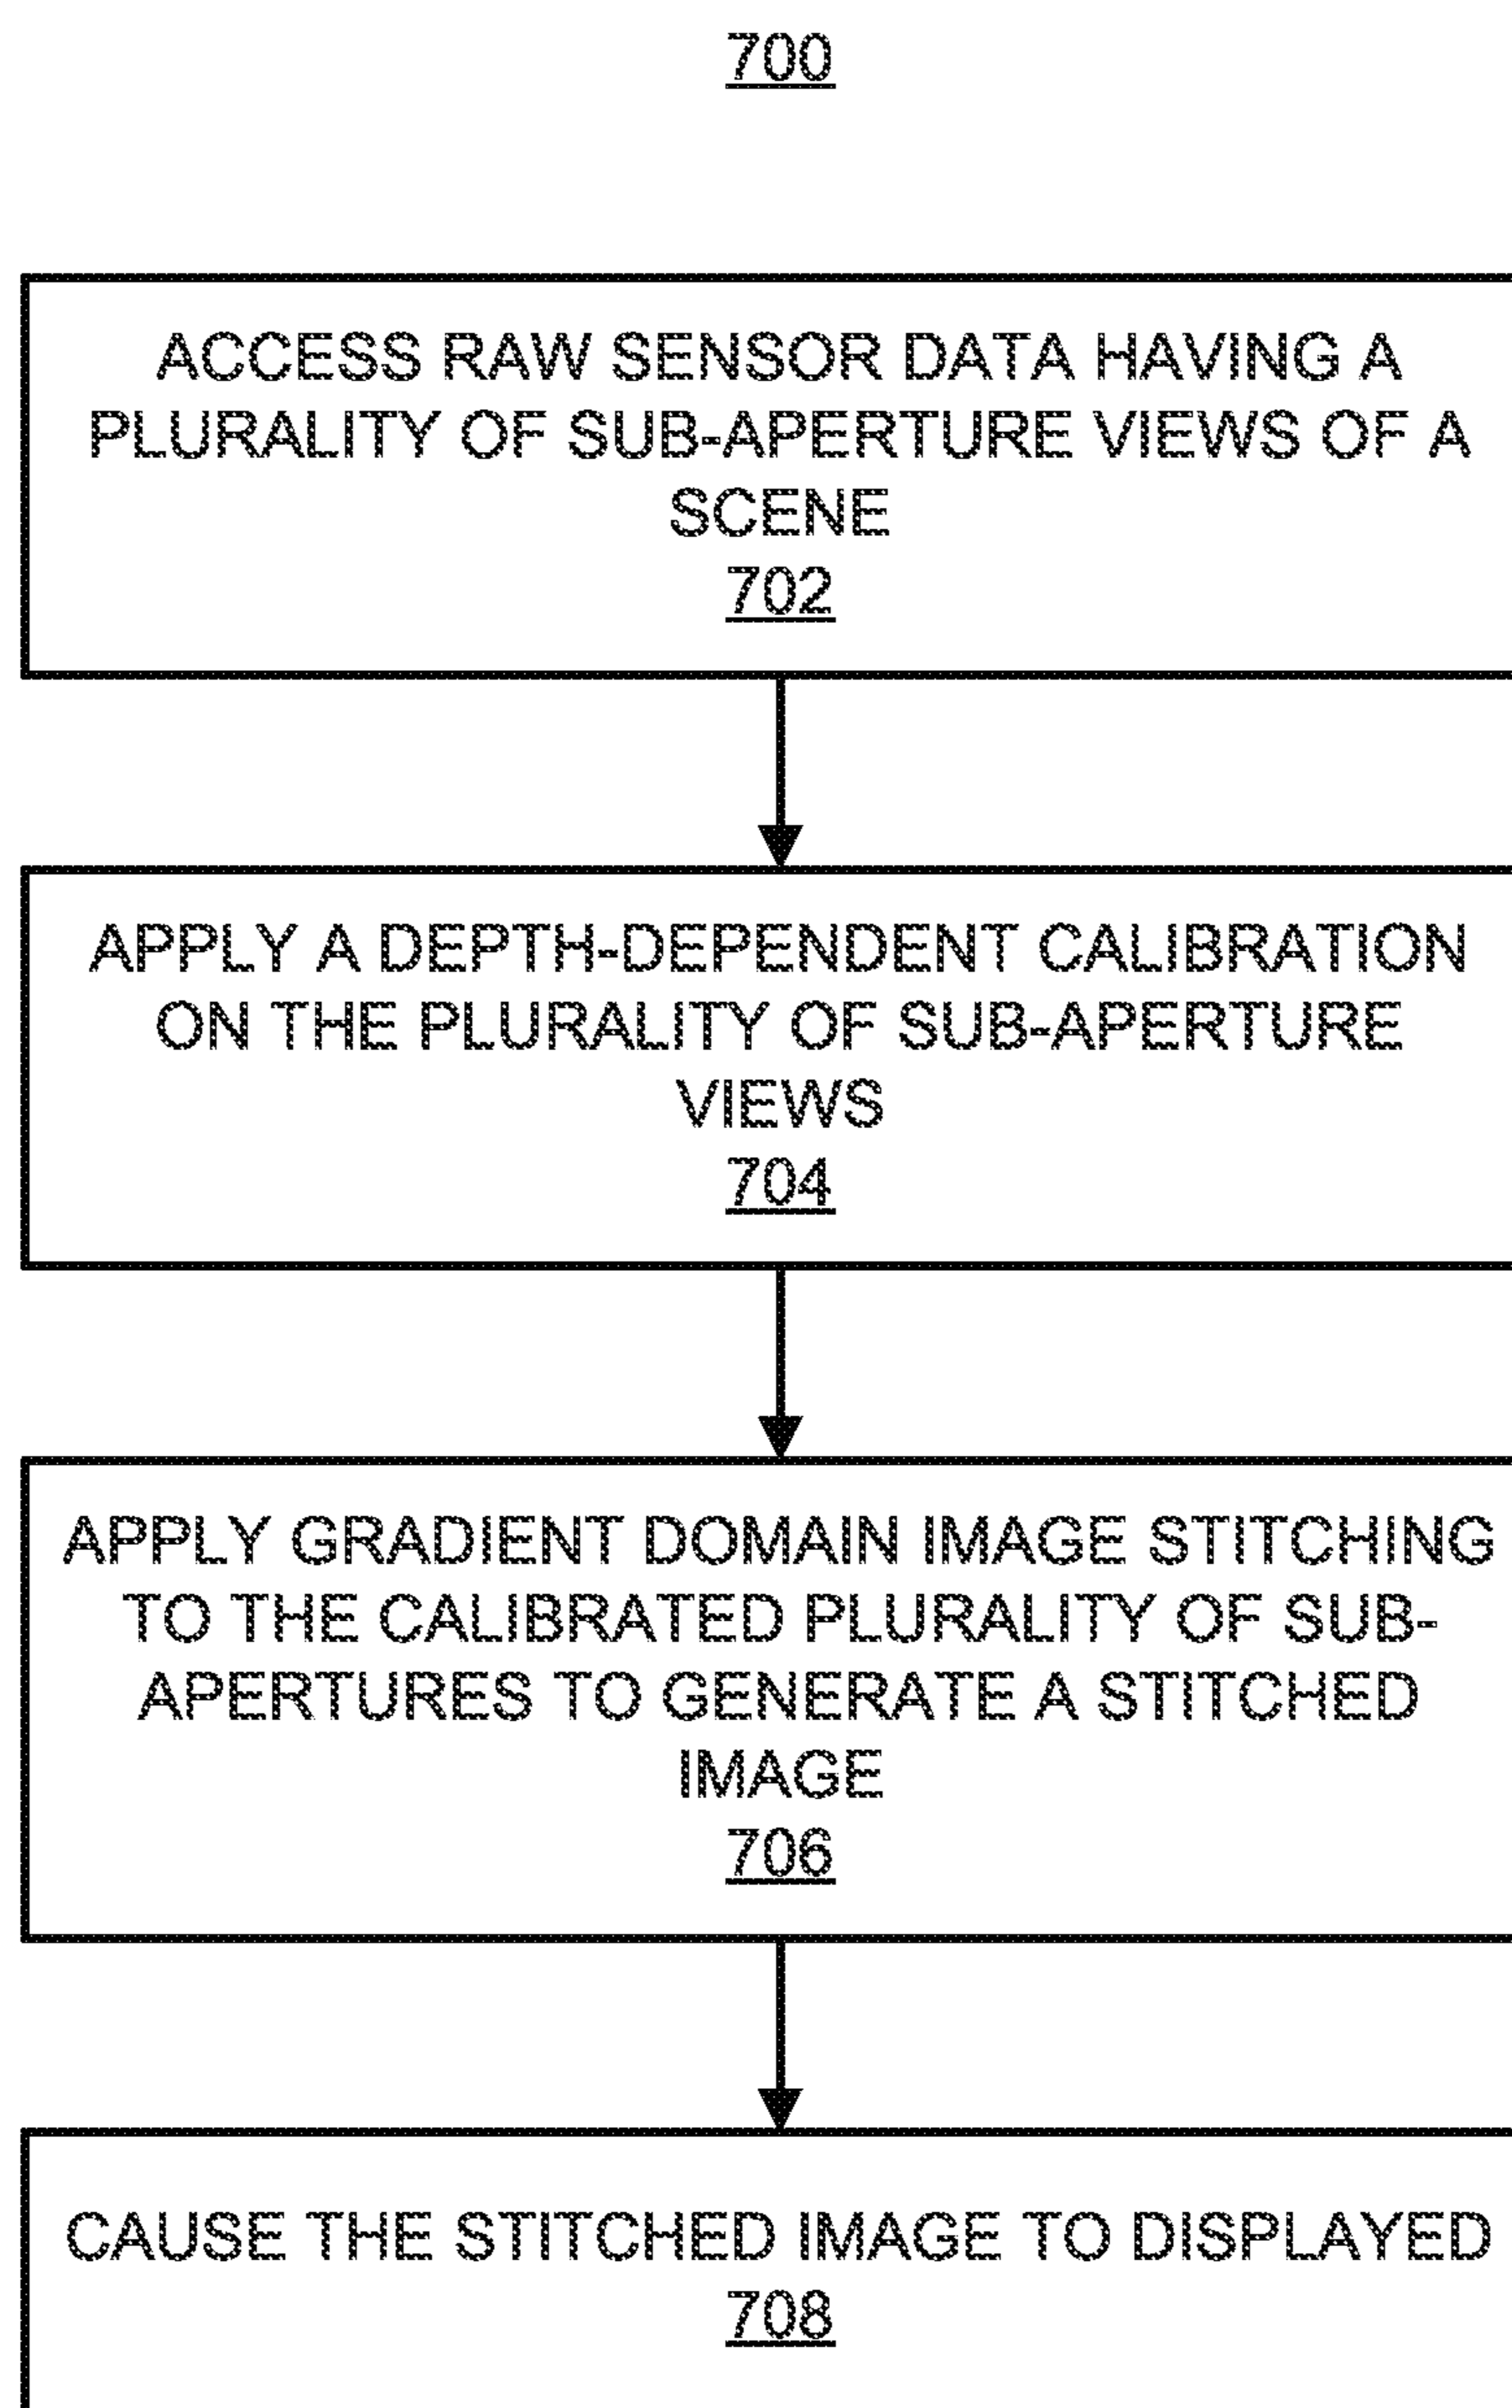 700
ACCESS RAW SENSOR DATA HAVING A
PLURALITY OF SUB-APERTURE VIEWS OF A
SCENE
702
APPLY A DEPTH-DEPENDENT CALIBRATION
ON THE PLURALITY OF SUB-APERTURE
VIEWS
704
APPLY GRADIENT DOMAIN IMAGE STITCHING
TO THE CALIBRATED PLURALITY OF SUB-
APERTURES TO GENERATE A STITCHED
IMAGE
706
CAUSE THE STITCHED IMAGE TO DISPLAYED
708